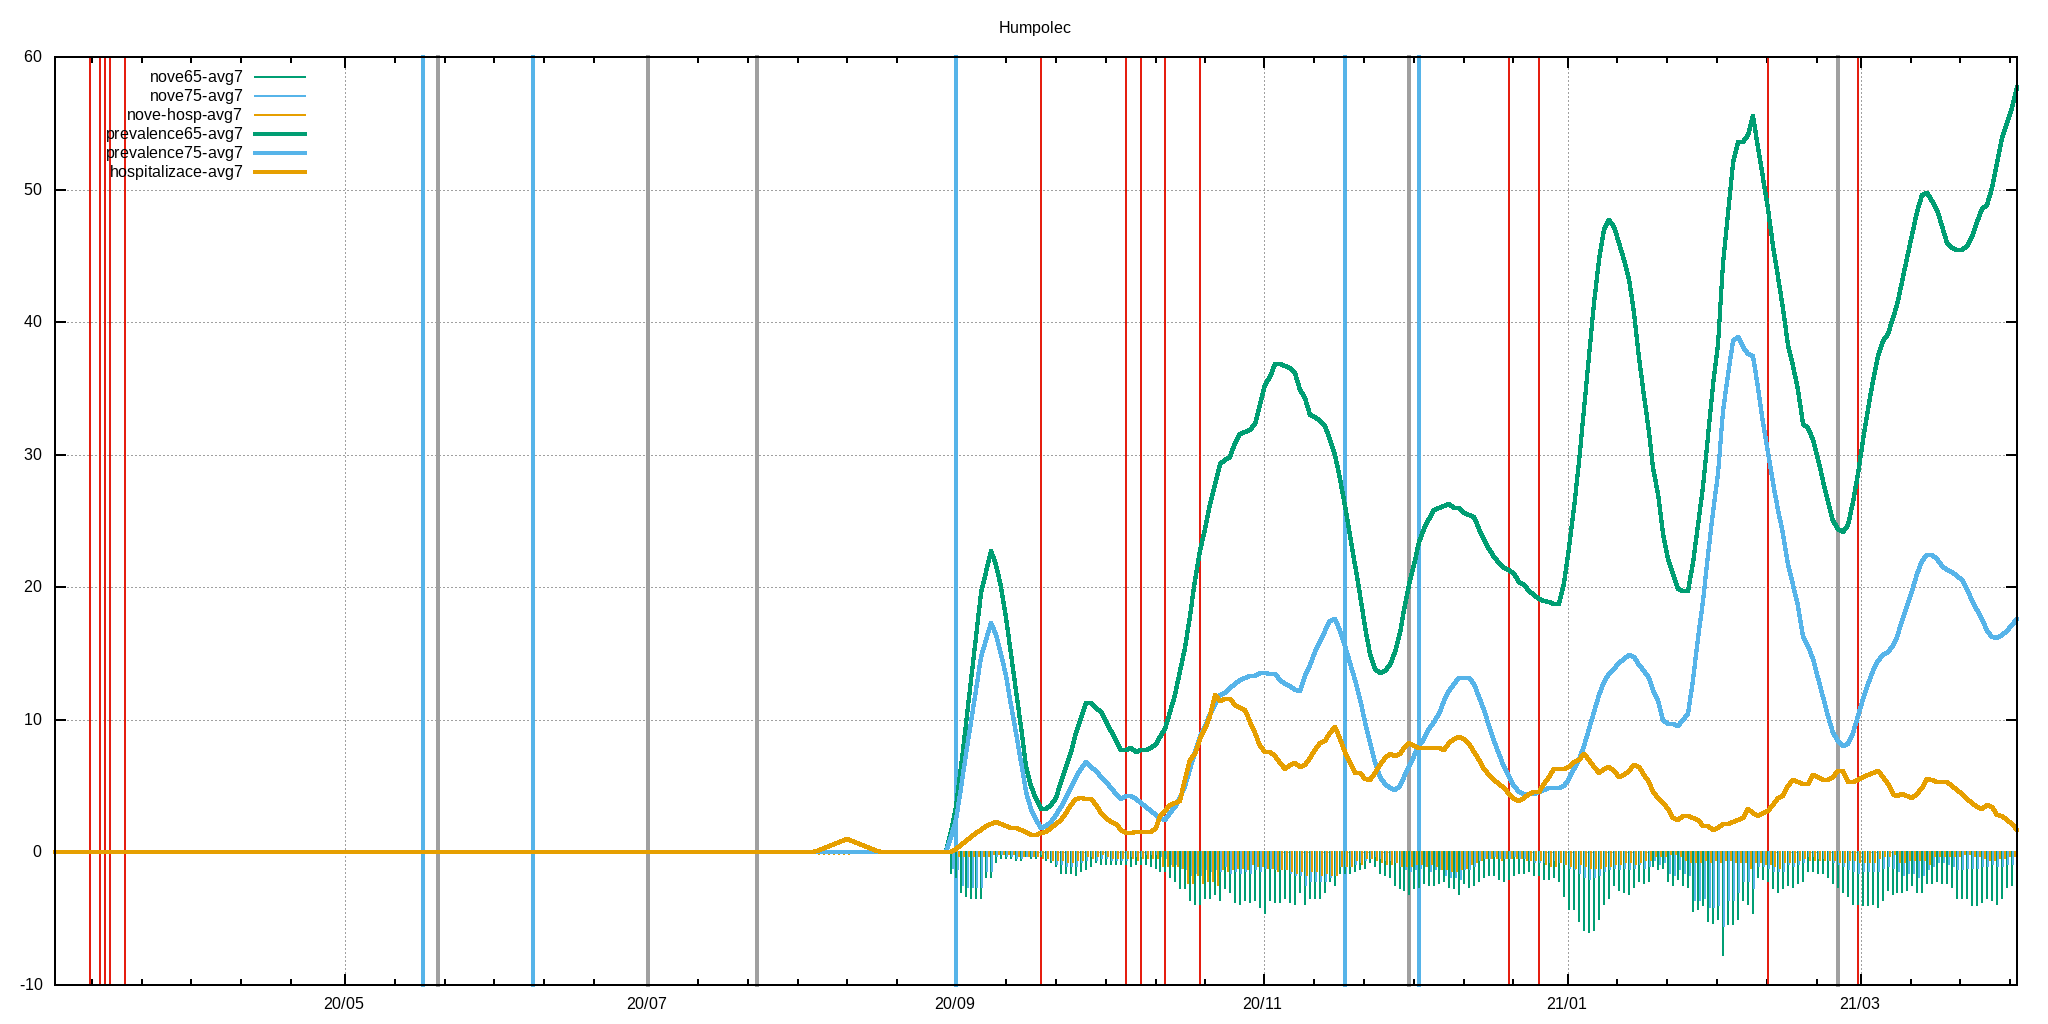 Humpolec
60
50
40
30
20
10
0
-10
nove65-avg7
nove75-avg7
nove-hosp-avg7
prevalence65-avg7
prevalence75-avg7
hospitalizace-avg7
20/05 20/07 20/09 20/11 21/01 21/03